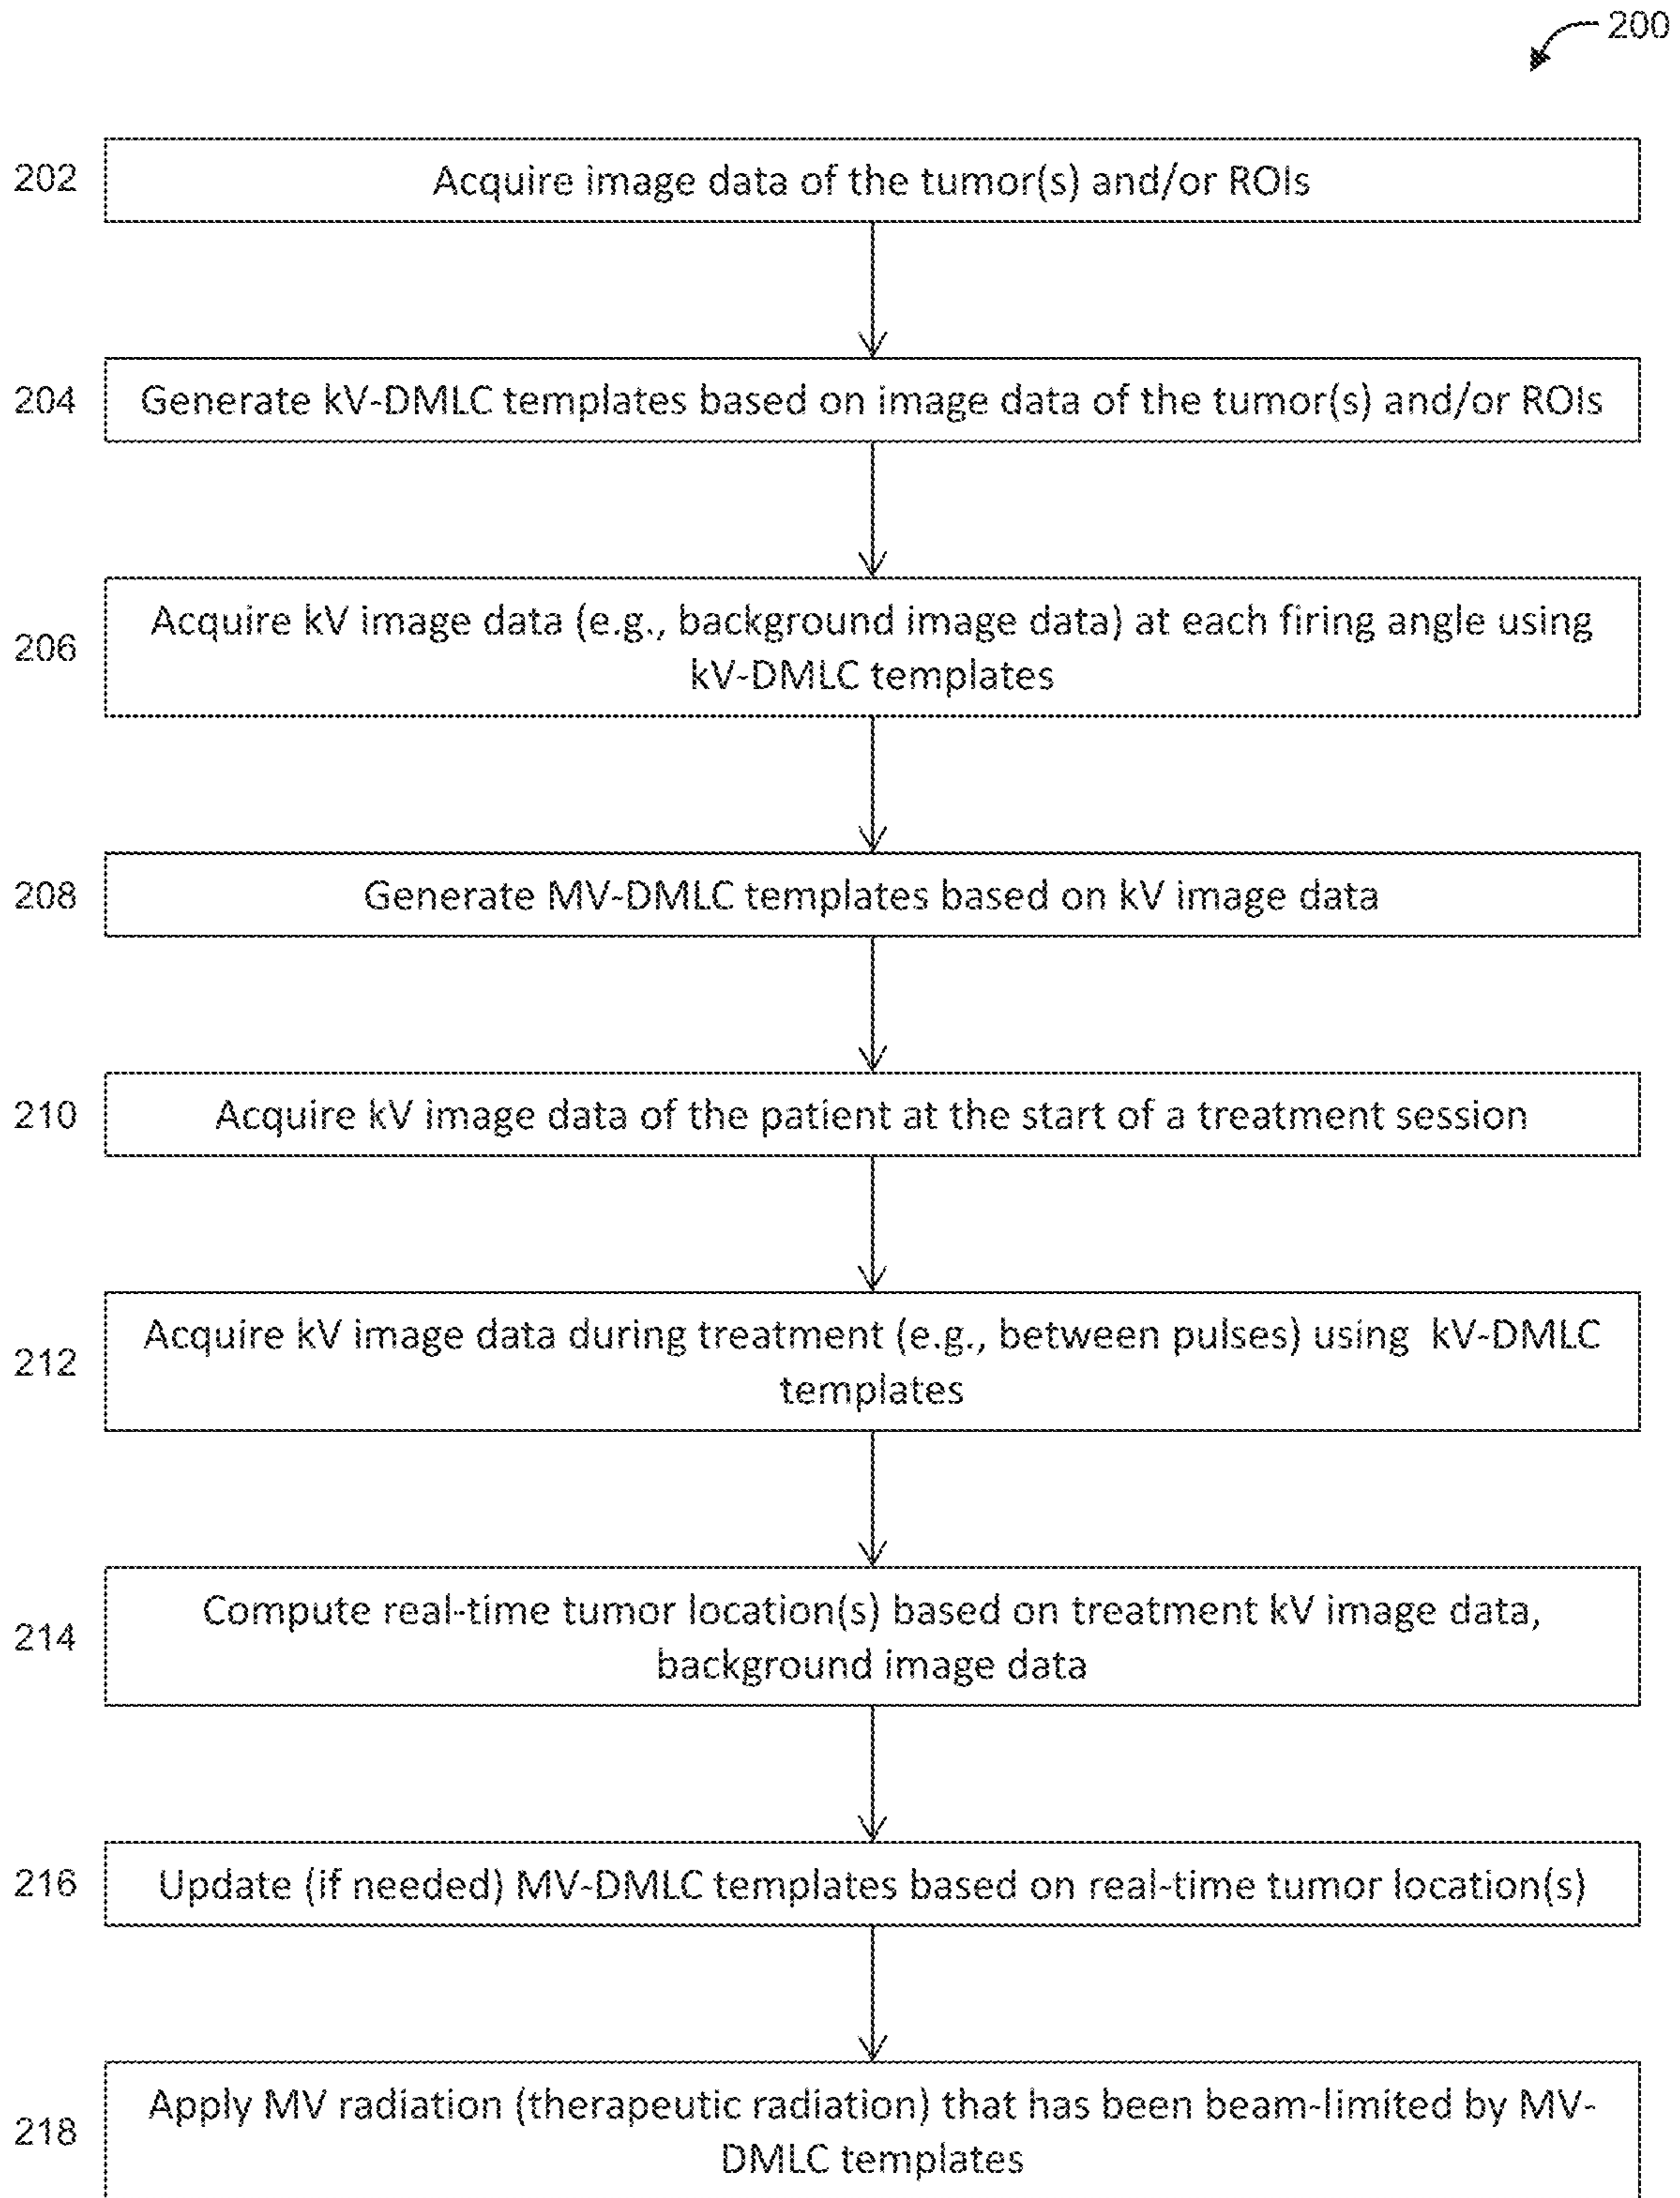 200
202
Acquire image data of the tumor(s) and/or ROIs
204
Generate kV-DMLC templates based on image data of the tumor(s) and/or ROIs
206
Acquire kV image data (e.g., background image data) at each firing angle using
kV-DMLC templates
208
Generate MV-DMLC templates based on kV image data
210
Acquire kV image data of the patient at the start of a treatment session
212
Acquire kV image data during treatment (e.g., between pulses) using kV-DMLC
templates
214
Compute real-time tumor location(s) based on treatment kV image data,
background image data
216
Update (if needed) MV-DMLC templates based on real-time tumor location(s)
218
Apply MV radiation (therapeutic radiation) that has been beam-limited by MV-
DMLC templates